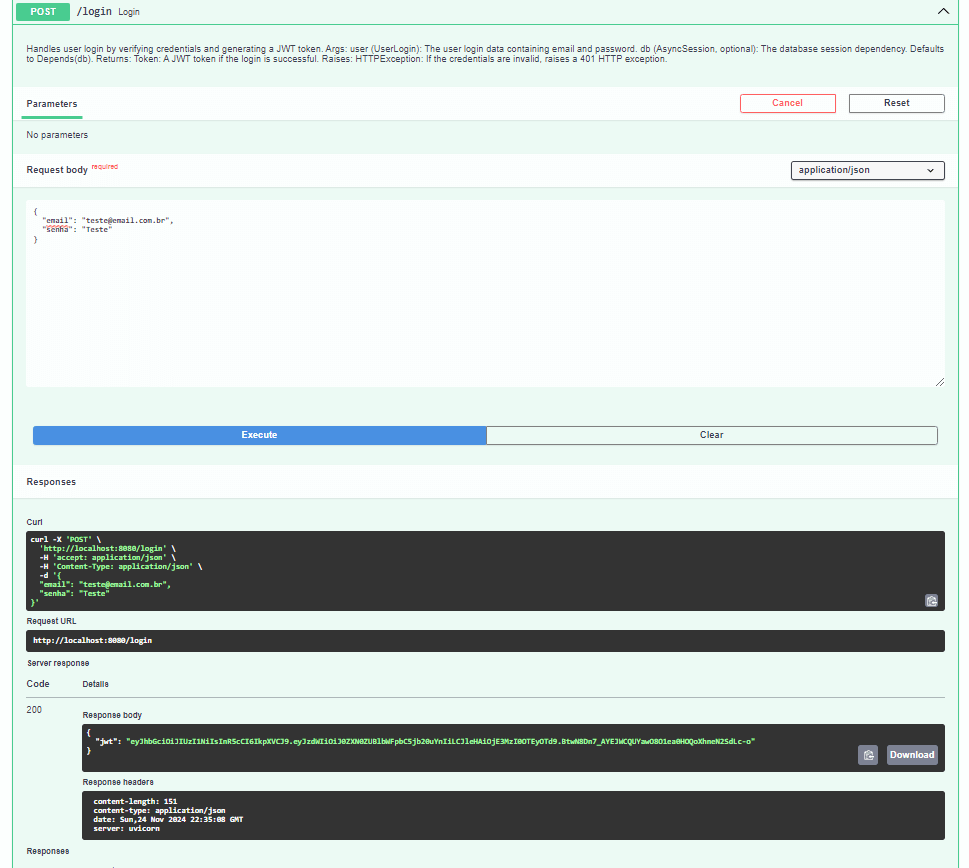 POST /login Login
Handles user login by verifying credentials and generating a JWT token. Args: user (UserLogin): The user login data containing email and password. db (AsyncSession, optional): The database session dependency. Defaults
to Depends(db). Returns: Token: A JWT token if the login is successful. Raises: HTTPException: If the credentials are invalid, raises a 401 HTTP exception.
Parameters
Cancel
Reset
No parameters
Request body required
application/json
{
"email": "teste@email.com.br",
"senha": "Teste"
}
Execute
Clear
Responses
Curl
curl -X 'POST' \
'http://localhost:8080/login' \
-H 'accept: application/json' \
-H 'Content-Type: application/json' \
-d '{
"email": "teste@email.com.br",
"senha": "Teste"
}'
Request URL
http://localhost:8080/login
Server response
Code Details
200
Response body
{
"jwt":
}
Download
Response headers
content-length: 151
content-type: application/json
date: Sun,24 Nov 2024 22:35:08 GMT
server: uvicorn
Responses